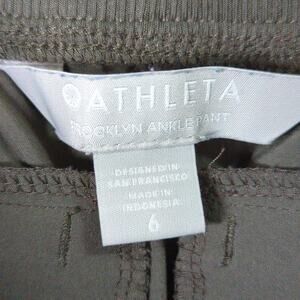 ATHLETA
BROOKLYN ANKLE PANT
DESIGNED IN
SAN FRANCISCO
MADE IN
INDONESIA
6